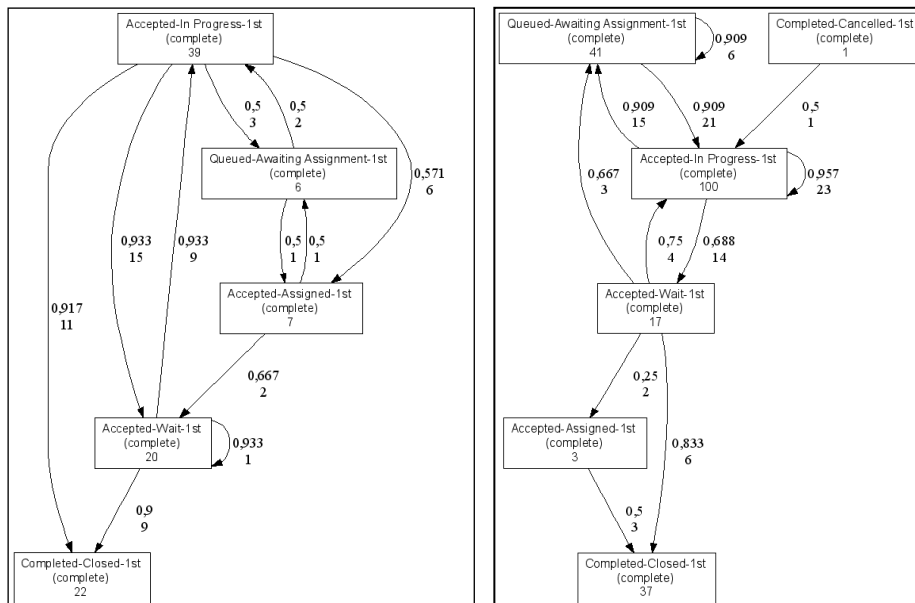 Accepted-In Progress-1st
(complete)
39
0,5
3
0,5
2
Queued-Awaiting Assignment-1st
(complete)
6
0,571
6
0,933
15
0,933
9
0,5
1
0,5
1
Accepted-Assigned-1st
(complete)
7
0,917
11
0,667
2
Accepted-Wait-1st
(complete)
20
0,933
1
0,9
9
Completed-Closed-1st
(complete)
22
Queued-Awaiting Assignment-1st
(complete)
41
0,909
6
Completed-Cancelled-1st
(complete)
1
0,909
15
0,909
21
0,5
1
Accepted-In Progress-1st
(complete)
100
0,957
23
0,667
3
0,75
4
0,688
14
Accepted-Wait-1st
(complete)
17
0,25
2
Accepted-Assigned-1st
(complete)
3
0,833
6
0,5
3
Completed-Closed-1st
(complete)
37